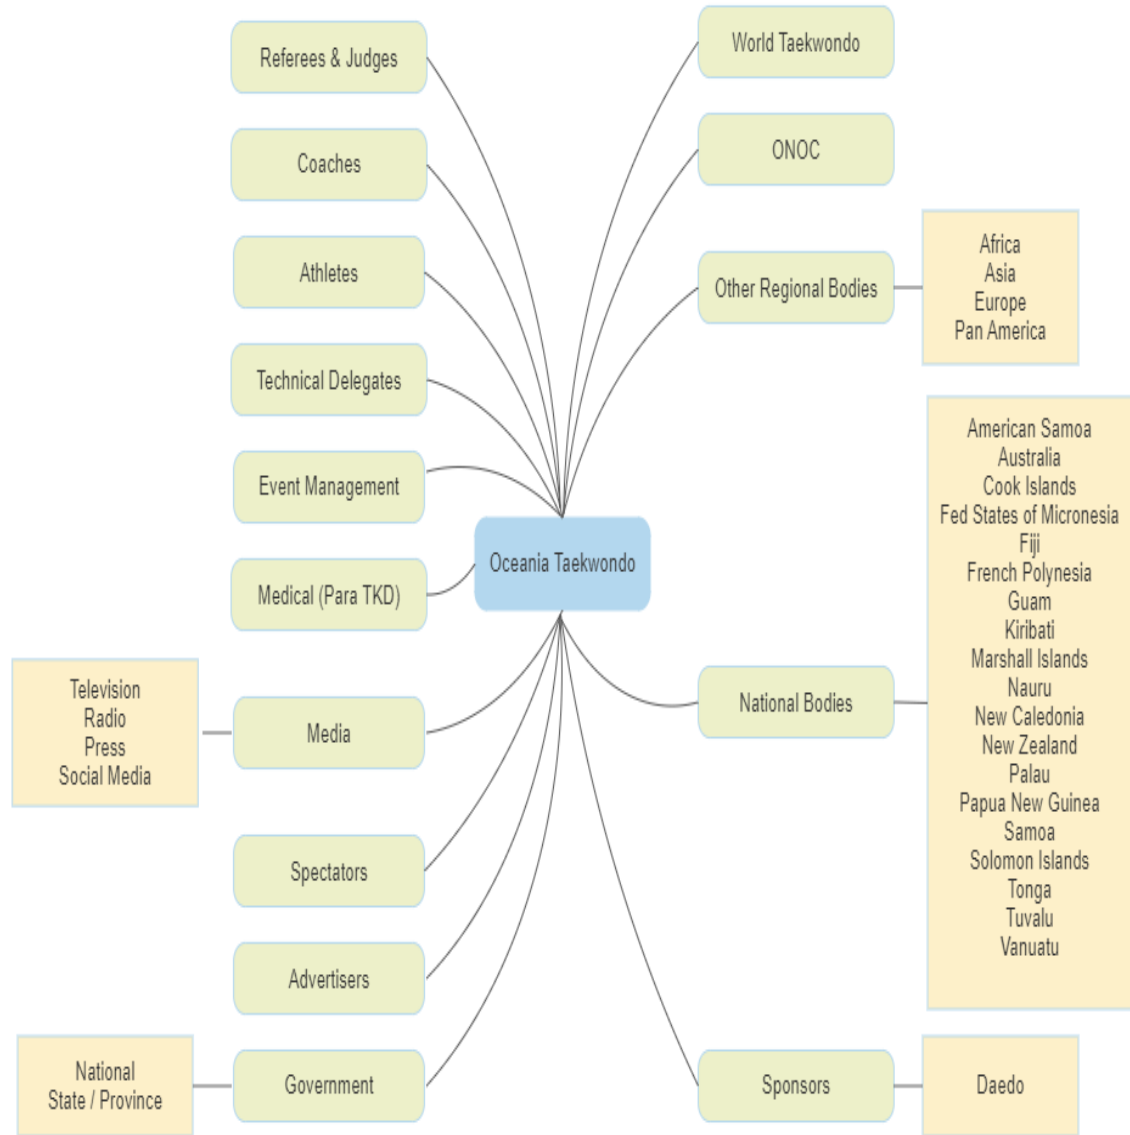 Referees & Judges
Coaches
Athletes
Technical Delegates
Event Management
Medical (Para TKD)
Media
Television
Radio
Press
Social Media
Spectators
Advertisers
Government
National
State / Province
Oceania Taekwondo
World Taekwondo
ONOC
Other Regional Bodies
Africa
Asia
Europe
Pan America
National Bodies
American Samoa
Australia
Cook Islands
Fed States of Micronesia
Fiji
French Polynesia
Guam
Kiribati
Marshall Islands
Nauru
New Caledonia
New Zealand
Palau
Papua New Guinea
Samoa
Solomon Islands
Tonga
Tuvalu
Vanuatu
Sponsors
Daedo